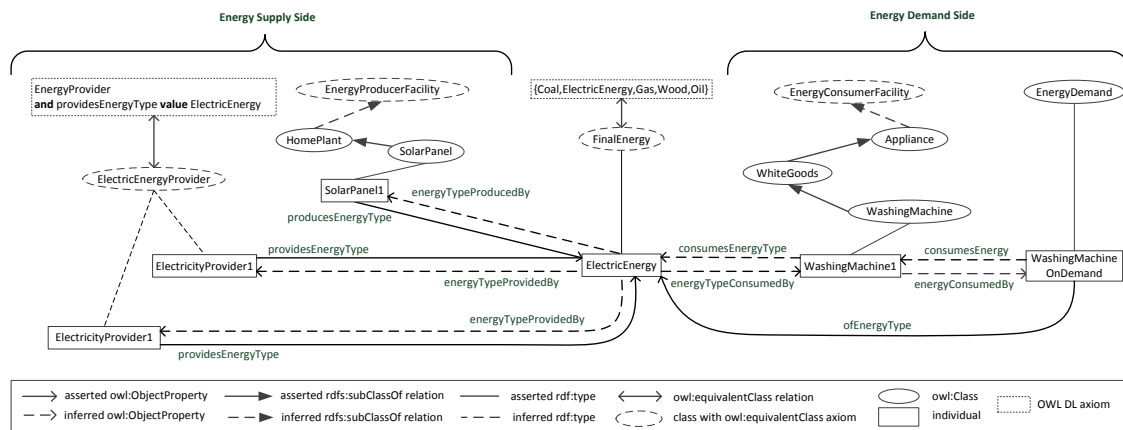 Energy Supply Side
Energy Demand Side
EnergyProvider
and providesEnergyType value ElectricEnergy
EnergyProducerFacility
{Coal,ElectricEnergy,Gas,Wood,Oil}
EnergyConsumerFacility
EnergyDemand
HomePlant
SolarPanel
FinalEnergy
Appliance
ElectricEnergyProvider
WhiteGoods
SolarPanel1
energyTypeProducedBy
producesEnergyType
WashingMachine
providesEnergyType
consumesEnergyType
consumesEnergy
ElectricityProvider1
ElectricEnergy
WashingMachine1
WashingMachine
OnDemand
energyTypeProvidedBy
energyTypeConsumedBy
energyConsumedBy
energyTypeProvidedBy
ofEnergyType
ElectricityProvider1
providesEnergyType
asserted owl:ObjectProperty
asserted rdfs:subClassOf relation
asserted rdf:type
owl:equivalentClass relation
owl:Class
inferred owl:ObjectProperty
inferred rdfs:subClassOf relation
inferred rdf:type
class with owl:equivalentClass axiom
individual
OWL DL axiom